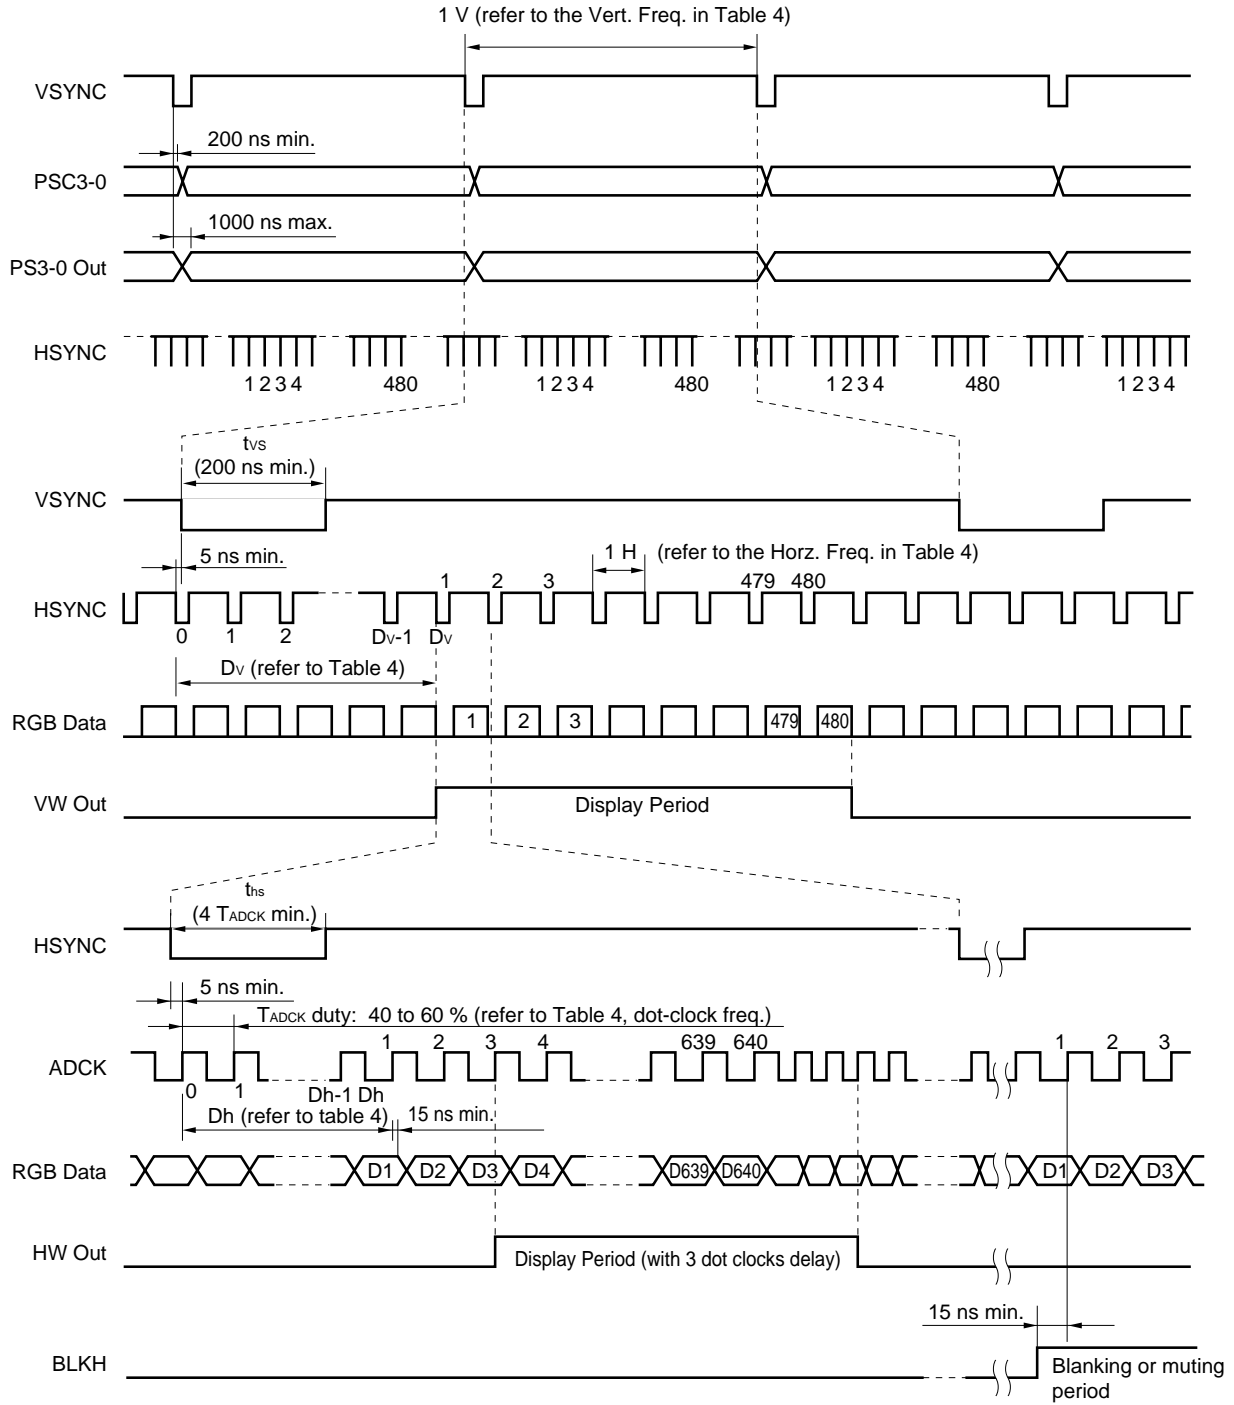 1 V (refer to the Vert. Freq. in Table 4)
VSYNC
200 ns min.
PSC3-0
1000 ns max.
PS3-0 Out
HSYNC
1 2 3 4 480 1 2 3 4 480 1 2 3 4 480 1 2 3 4
tVS
(200 ns min.)
VSYNC
5 ns min.
1 H (refer to the Horz. Freq. in Table 4)
1 2 3 479 480
HSYNC
0 1 2 DV-1 DV
DV (refer to Table 4)
RGB Data
1 2 3 479 480
VW Out
Display Period
ths
(4 TADCK min.)
HSYNC
5 ns min.
TADCK duty: 40 to 60 % (refer to Table 4, dot-clock freq.)
1 2 3 4 639 640 1 2 3
ADCK
0 1 Dh-1 Dh
Dh (refer to table 4) 15 ns min.
RGB Data
D1 D2 D3 D4 D639 D640 D1 D2 D3
HW Out
Display Period (with 3 dot clocks delay)
15 ns min.
BLKH
Blanking or muting
period